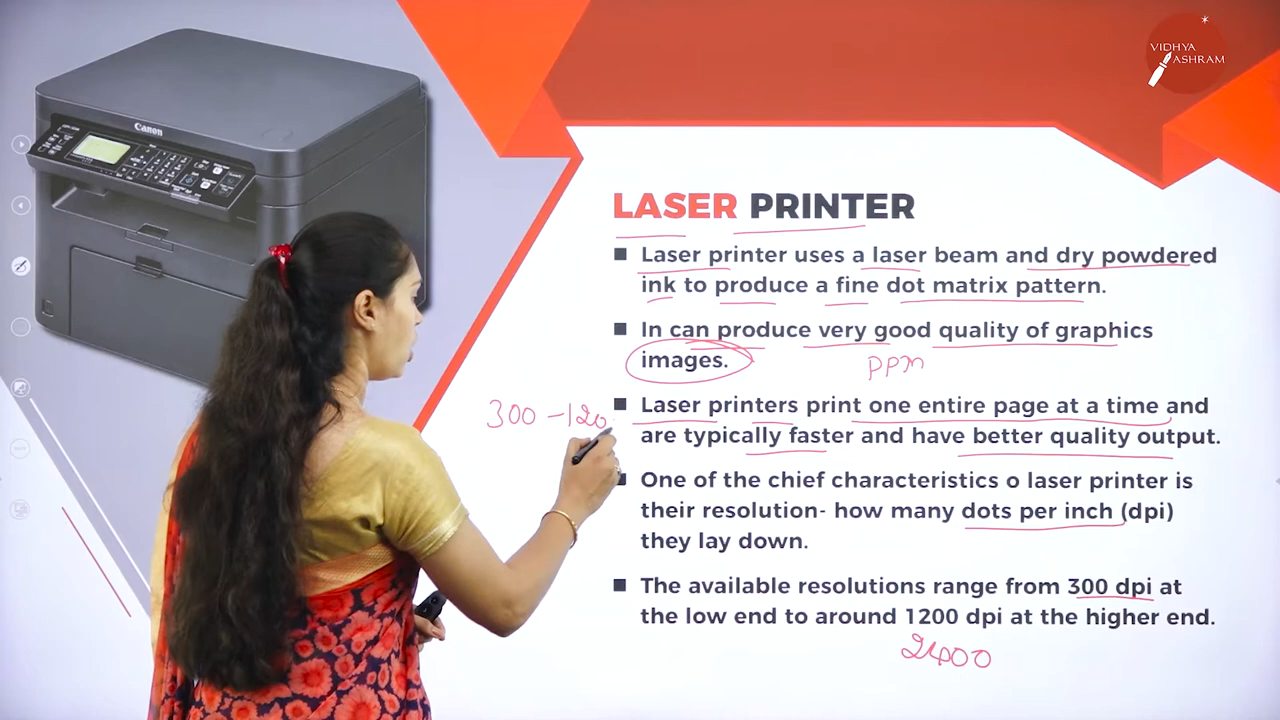 VIDHYA
ASHRAM
Canon
LASER PRINTER
Laser printer uses a laser beam and dry powdered
ink to produce a fine dot matrix pattern.
In can produce very good quality of graphics
images.
PPM
Laser printers print one entire page at a time and
300 - 120
are typically faster and have better quality output.
One of the chief characteristics o laser printer is
their resolution- how many dots per inch (dpi)
they lay down.
The available resolutions range from 300 dpi at
the low end to around 1200 dpi at the higher end.
2400